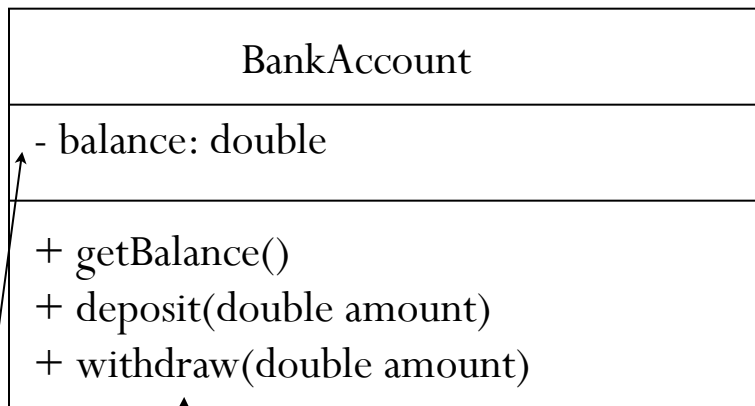 BankAccount
- balance: double
+ getBalance()
+ deposit(double amount)
+ withdraw(double amount)